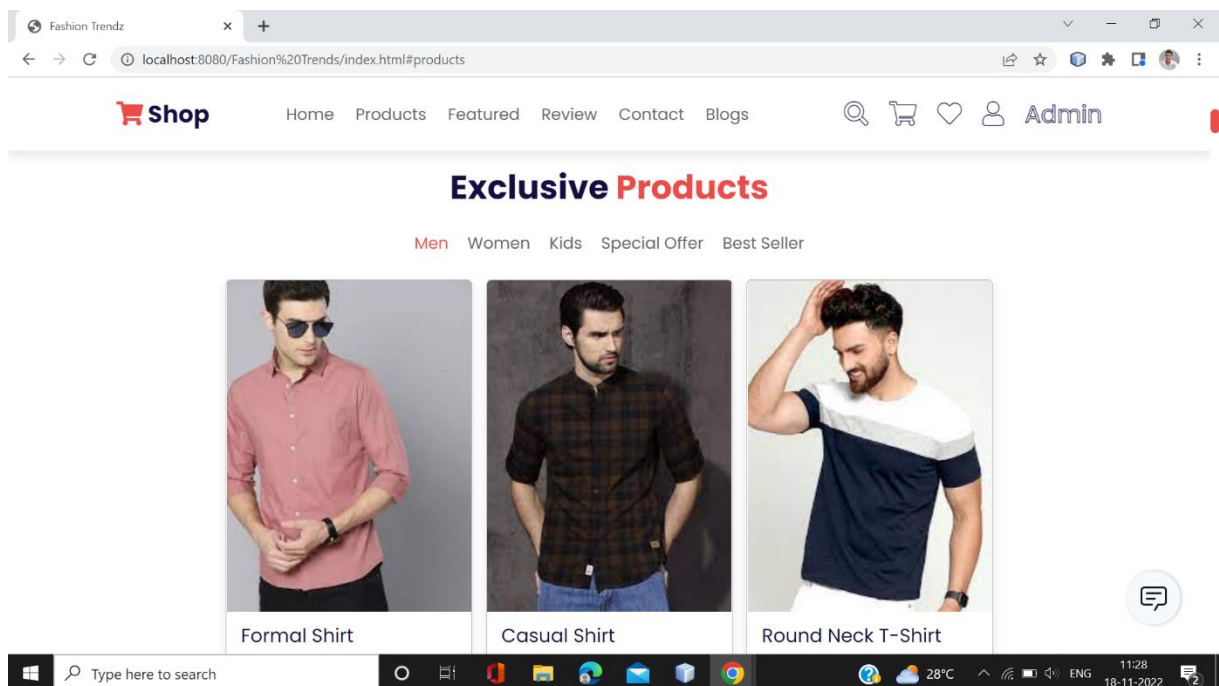 Fashion Trendz
localhost:8080/Fashion%20Trends/index.html#products
Shop Home Products Featured Review Contact Blogs Admin
Exclusive Products
Men Women Kids Special Offer Best Seller
Formal Shirt Casual Shirt Round Neck T-Shirt
Type here to search 28°C ENG 11:28
18-11-2022 2